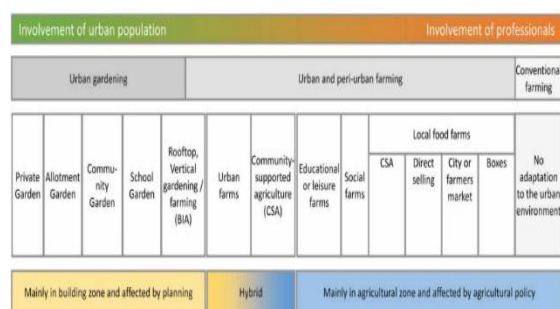 Involvement of urban population Involvement of professionals
Urban gardening Urban and peri-urban farming Conventional
farming
Private
Garden
Allotment
Garden
Commu-
nity
Garden
School
Garden
Rooftop,
Vertical
gardening /
farming
(BIA)
Urban
farms
Community-
supported
agriculture
(CSA)
Educational
or leisure
farms
Social
farms
Local food farms
CSA
Direct
selling
City or
farmers
market
Boxes
No
adaptation
to the urban
environment
Mainly in building zone and affected by planning Hybrid Mainly in agricultural zone and affected by agricultural policy